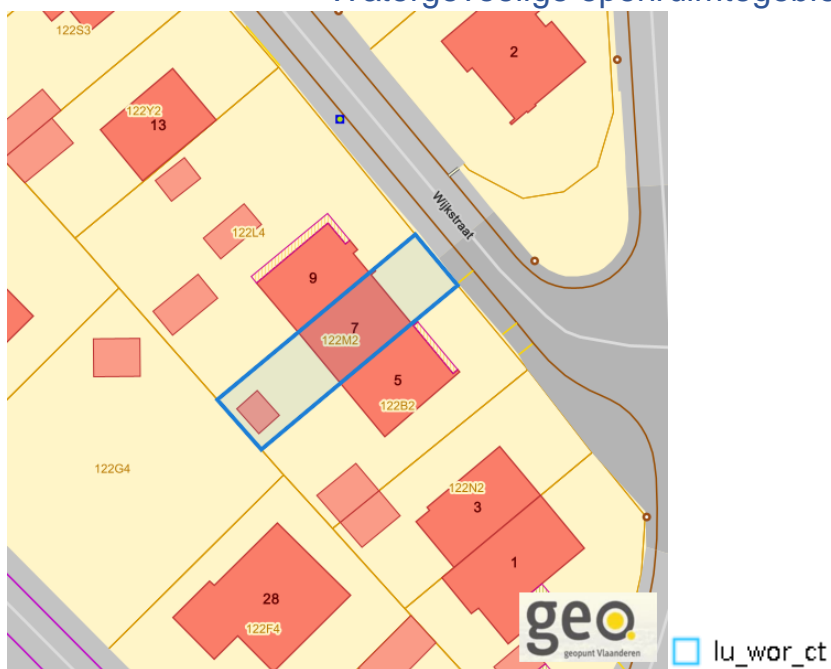 Watergevoelige openruimtegebie
122S3
2
122Y2
13
Wijkstraat
122L4
9
7
122M2
5
122B2
122G4
122N2
3
1
28
122F4
geo
geopunt Vlaanderen
lu_wor_ct